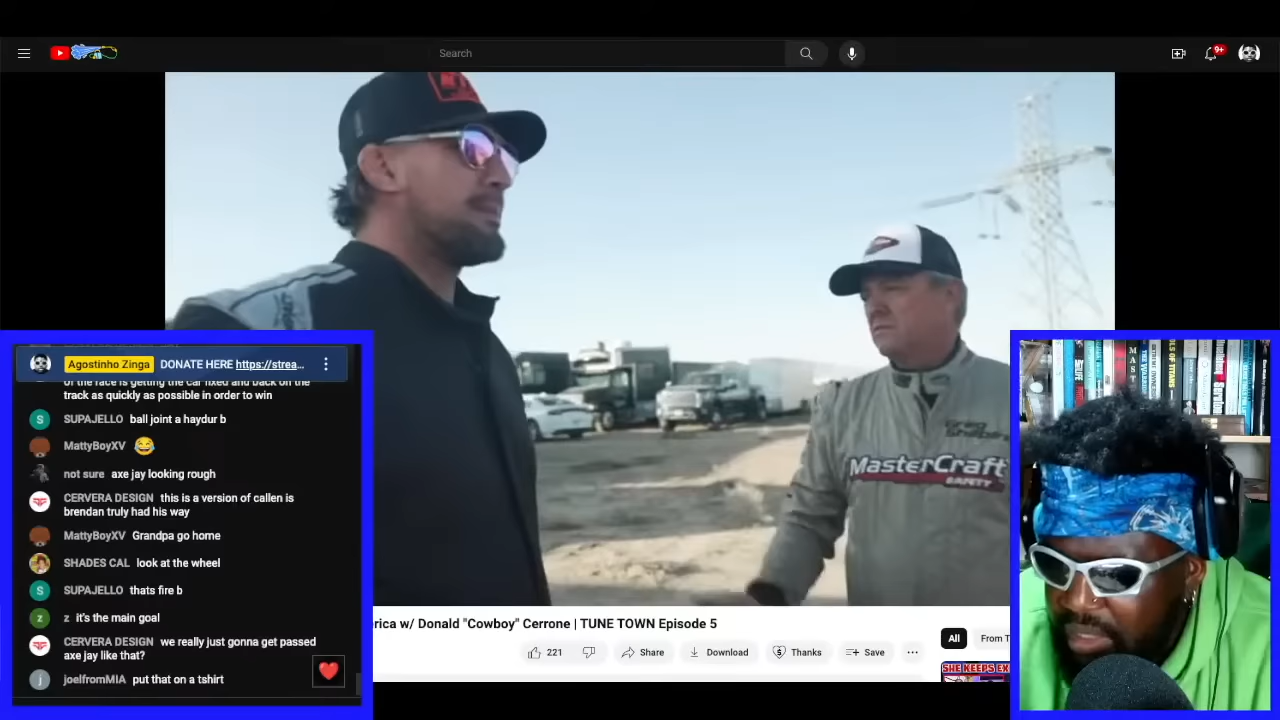 Search
9+
Greg
MasterCraft
SAFETY
Agostinho Zinga DONATE HERE https://strea...
of the race is getting the car fixed and back on the
track as quickly as possible in order to win
SUPAJELLO ball joint a haydur b
MattyBoyXV 😂
not sure axe jay looking rough
CERVERA DESIGN this is a version of callen is
brendan truly had his way
MattyBoyXV Grandpa go home
SHADES CAL look at the wheel
SUPAJELLO thats fire b
z it's the main goal
CERVERA DESIGN we really just gonna get passed
axe jay like that?
joelfromMIA put that on a tshirt
rica w/ Donald "Cowboy" Cerrone | TUNE TOWN Episode 5
221 Share Download Thanks Save
All From T
SHE KEEPS EX